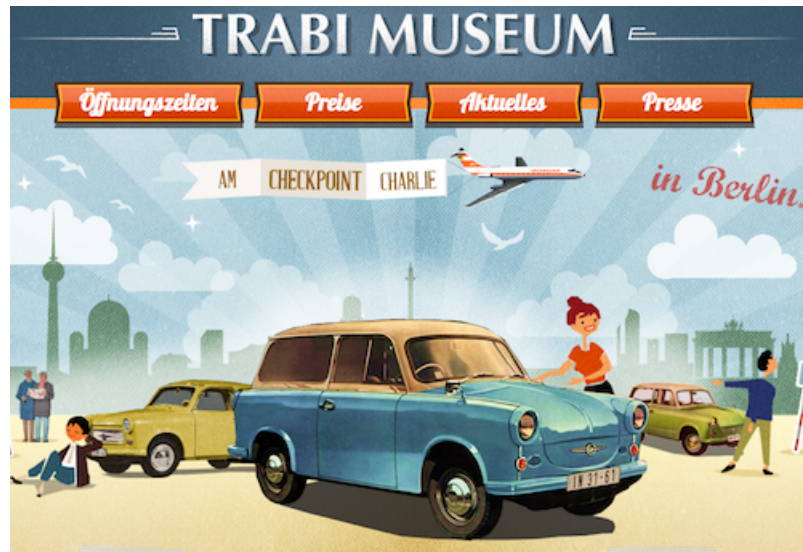 TRABI MUSEUM
Öffnungszeiten Preise Aktuelles Presse
AM CHECKPOINT CHARLIE
in Berlin.
IN 31-61